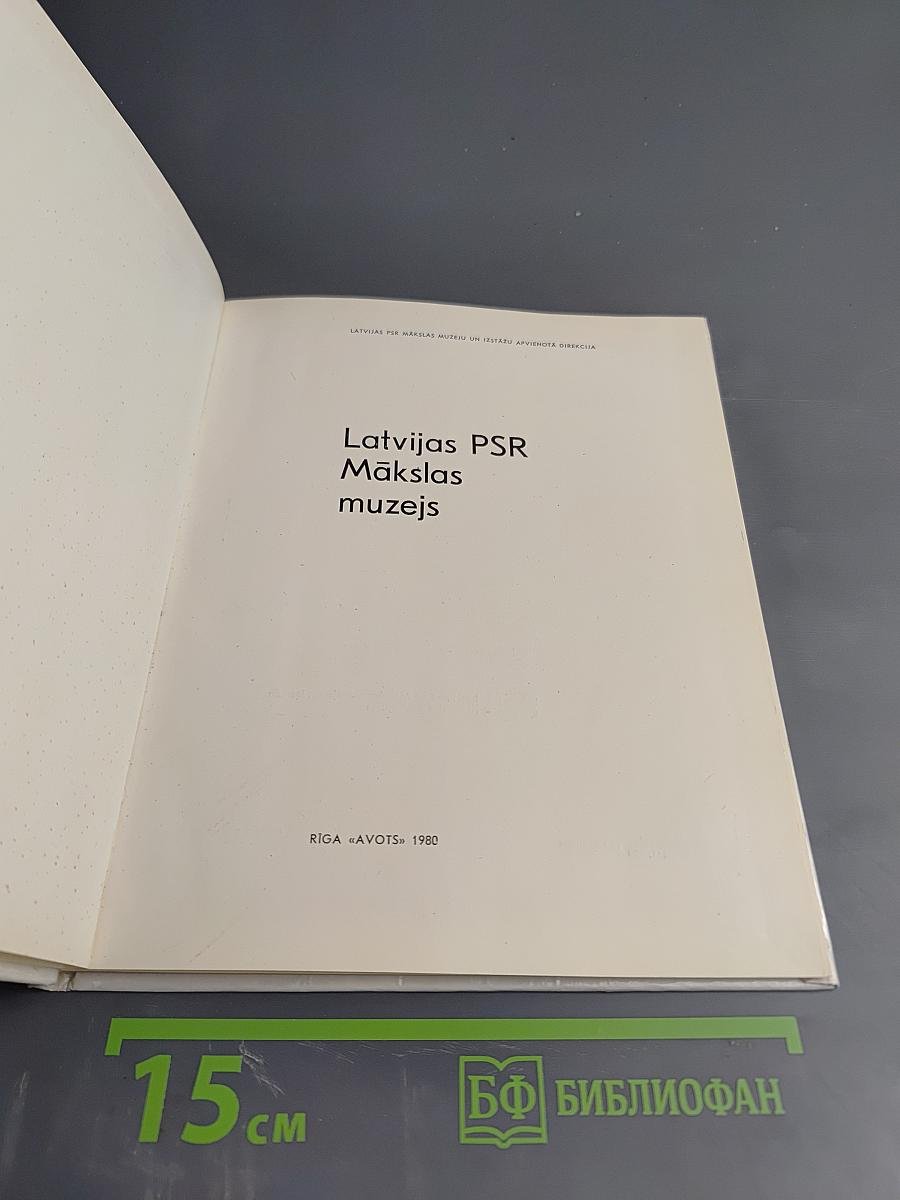 LATVIJAS PSR MĀKSLAS MUZEJU UN IZSTĀŽU APVIENOTĀ DIREKCIJA
Latvijas PSR
Mākslas
muzejs
RĪGA «AVOTS» 1980
15 см
БФ БИБЛИОФАН